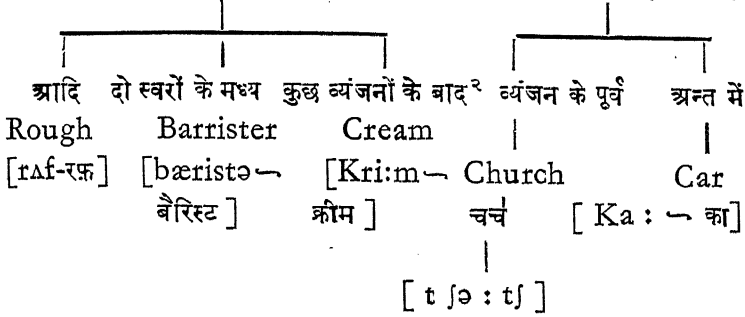 आदि दो स्वरों के मध्य कुछ व्यंजनों के बाद² व्यंजन के पूर्व अन्त में
Rough Barrister Cream
[rʌf-रफ़] [bæristə~ [Kri:m~ Church Car
बैरिस्ट ] क्रीम ] चर्च [ Ka : ~ का]
[ t ʃə : tʃ ]